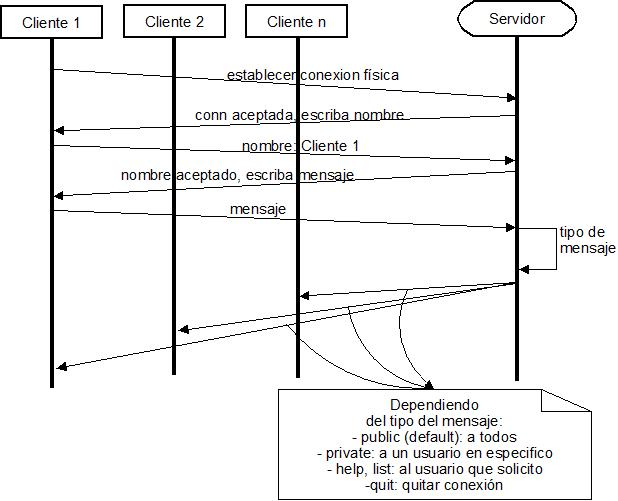 Cliente 1
Cliente 2
Cliente n
Servidor
establecer conexion física
conn aceptada, escriba nombre
nombre: Cliente 1
nombre aceptado, escriba mensaje
mensaje
tipo de
mensaje
Dependiendo
del tipo del mensaje:
- public (default): a todos
- private: a un usuario en especifico
- help, list: al usuario que solicito
-quit: quitar conexión